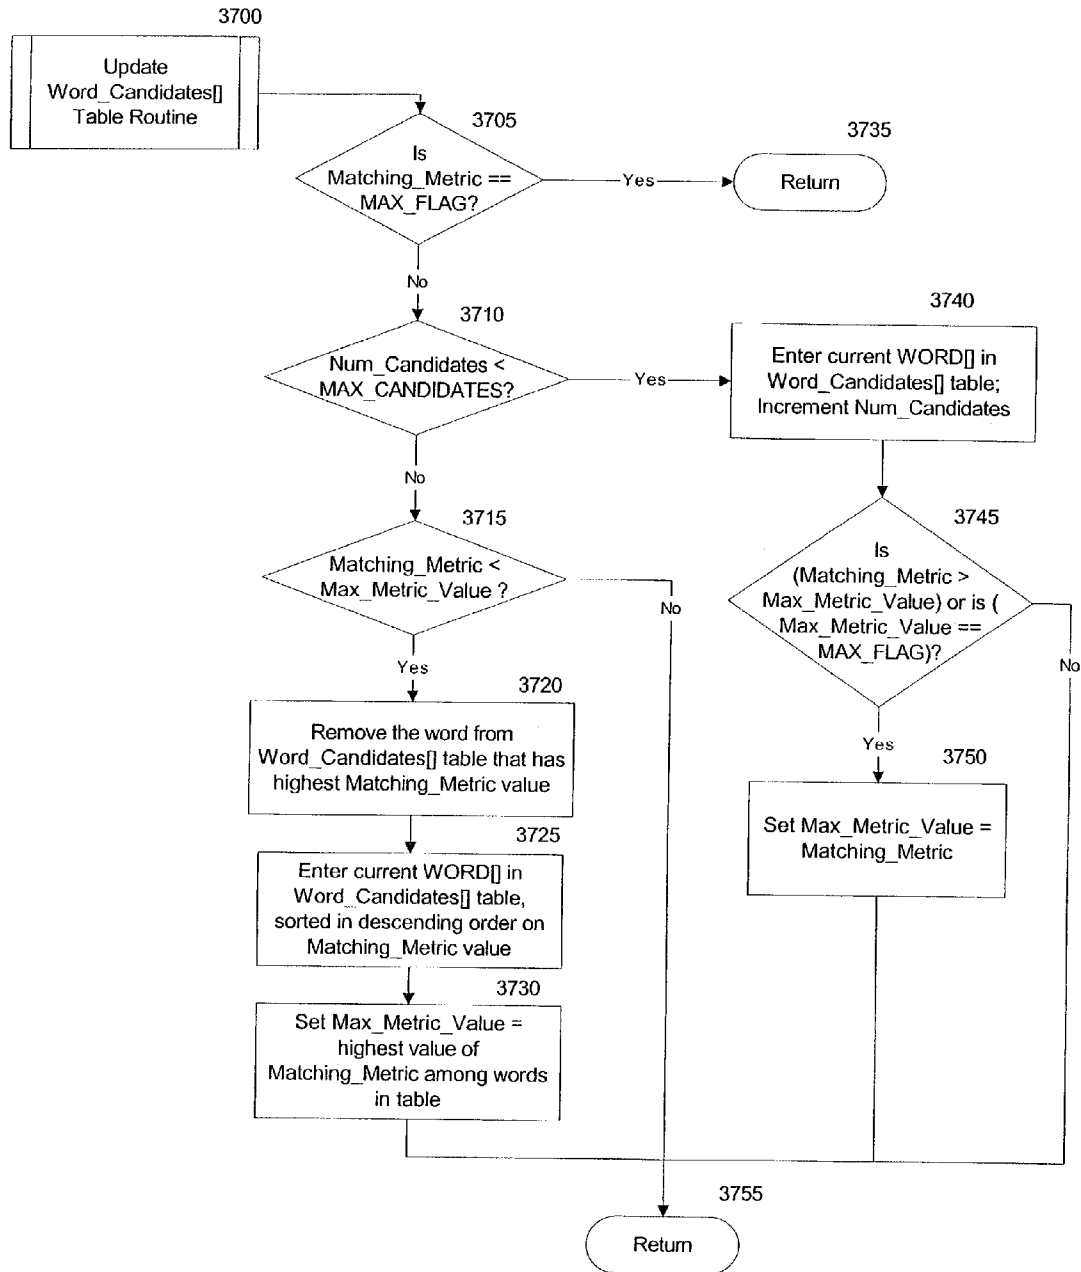 3700
Update
Word_Candidates[]
Table Routine
3705
Is
Matching_Metric ==
MAX_FLAG?
Yes
3735
Return
No
3710
Num_Candidates <
MAX_CANDIDATES?
Yes
3740
Enter current WORD[] in
Word_Candidates[] table;
Increment Num_Candidates
No
3715
Matching_Metric <
Max_Metric_Value ?
No
3745
Is
(Matching_Metric >
Max_Metric_Value) or is (
Max_Metric_Value ==
MAX_FLAG)?
No
Yes
3720
Remove the word from
Word_Candidates[] table that has
highest Matching_Metric value
Yes
3750
Set Max_Metric_Value =
Matching_Metric
3725
Enter current WORD[] in
Word_Candidates[] table,
sorted in descending order on
Matching_Metric value
3730
Set Max_Metric_Value =
highest value of
Matching_Metric among words
in table
3755
Return